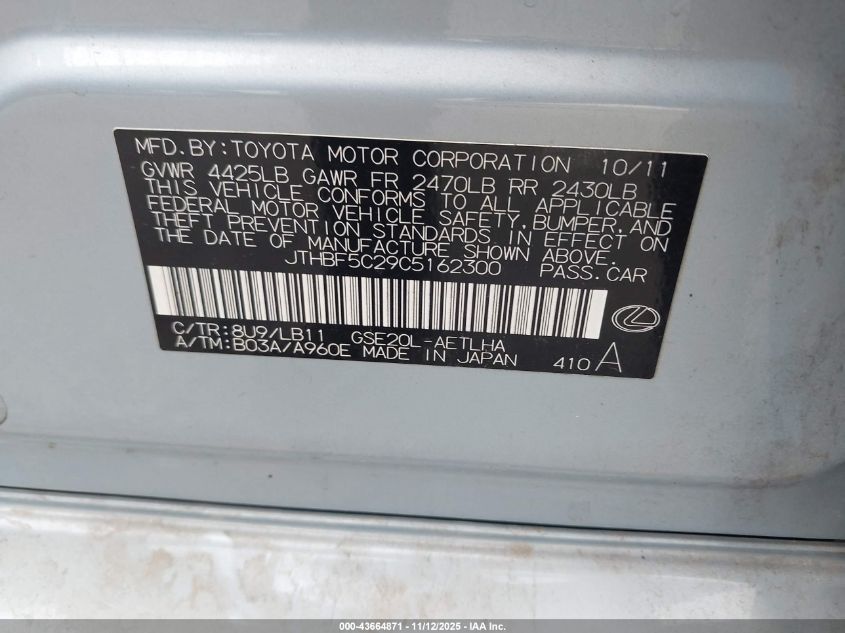 MFD.BY:TOYOTA MOTOR CORPORATION 10/11
GVWR 4425LB GAWR FR 2470LB RR 2430LB
THIS VEHICLE CONFORMS TO ALL APPLICABLE
FEDERAL MOTOR VEHICLE SAFETY,BUMPER,AND
THEFT PREVENTION STANDARDS IN EFFECT ON
THE DATE OF MANUFACTURE SHOWN ABOVE.
JTHBF5C29C5162300 PASS.CAR
C/TR:8U9/LB11 GSE20L-AETLHA
A/TM:B03A/A960E MADE IN JAPAN 410 A
000-43664871 - 11/12/2025 - IAA Inc.